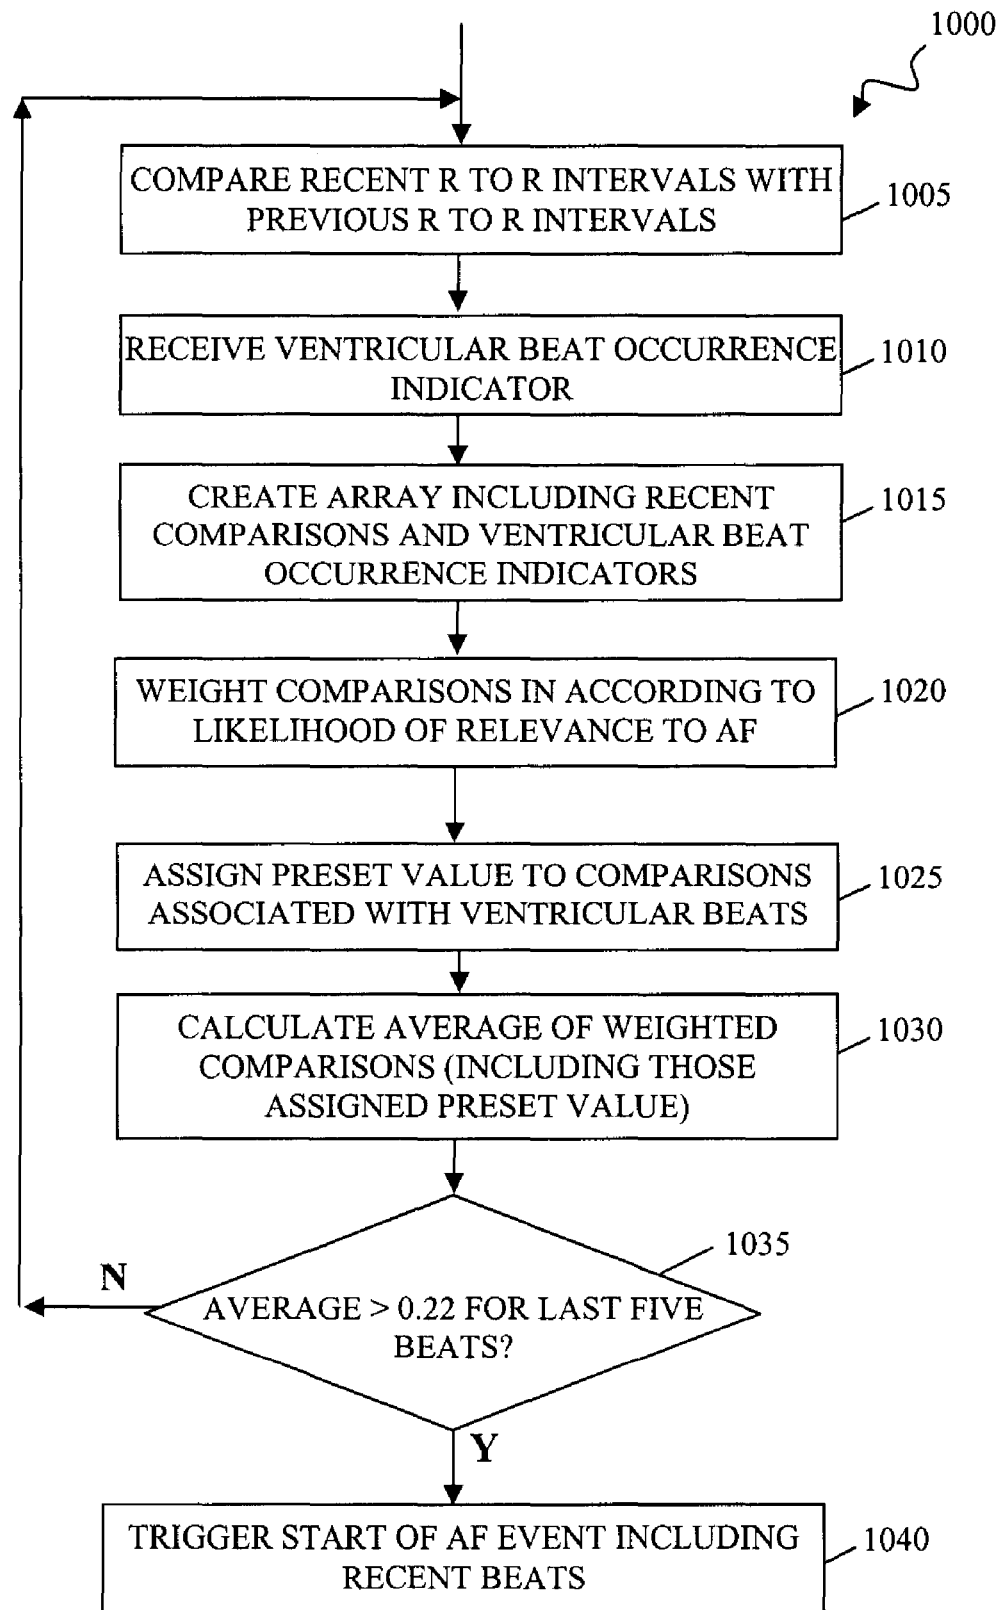 1000
COMPARE RECENT R TO R INTERVALS WITH
PREVIOUS R TO R INTERVALS
1005
RECEIVE VENTRICULAR BEAT OCCURRENCE
INDICATOR
1010
CREATE ARRAY INCLUDING RECENT
COMPARISONS AND VENTRICULAR BEAT
OCCURRENCE INDICATORS
1015
WEIGHT COMPARISONS IN ACCORDING TO
LIKELIHOOD OF RELEVANCE TO AF
1020
ASSIGN PRESET VALUE TO COMPARISONS
ASSOCIATED WITH VENTRICULAR BEATS
1025
CALCULATE AVERAGE OF WEIGHTED
COMPARISONS (INCLUDING THOSE
ASSIGNED PRESET VALUE)
1030
1035
N
AVERAGE > 0.22 FOR LAST FIVE
BEATS?
Y
TRIGGER START OF AF EVENT INCLUDING
RECENT BEATS
1040